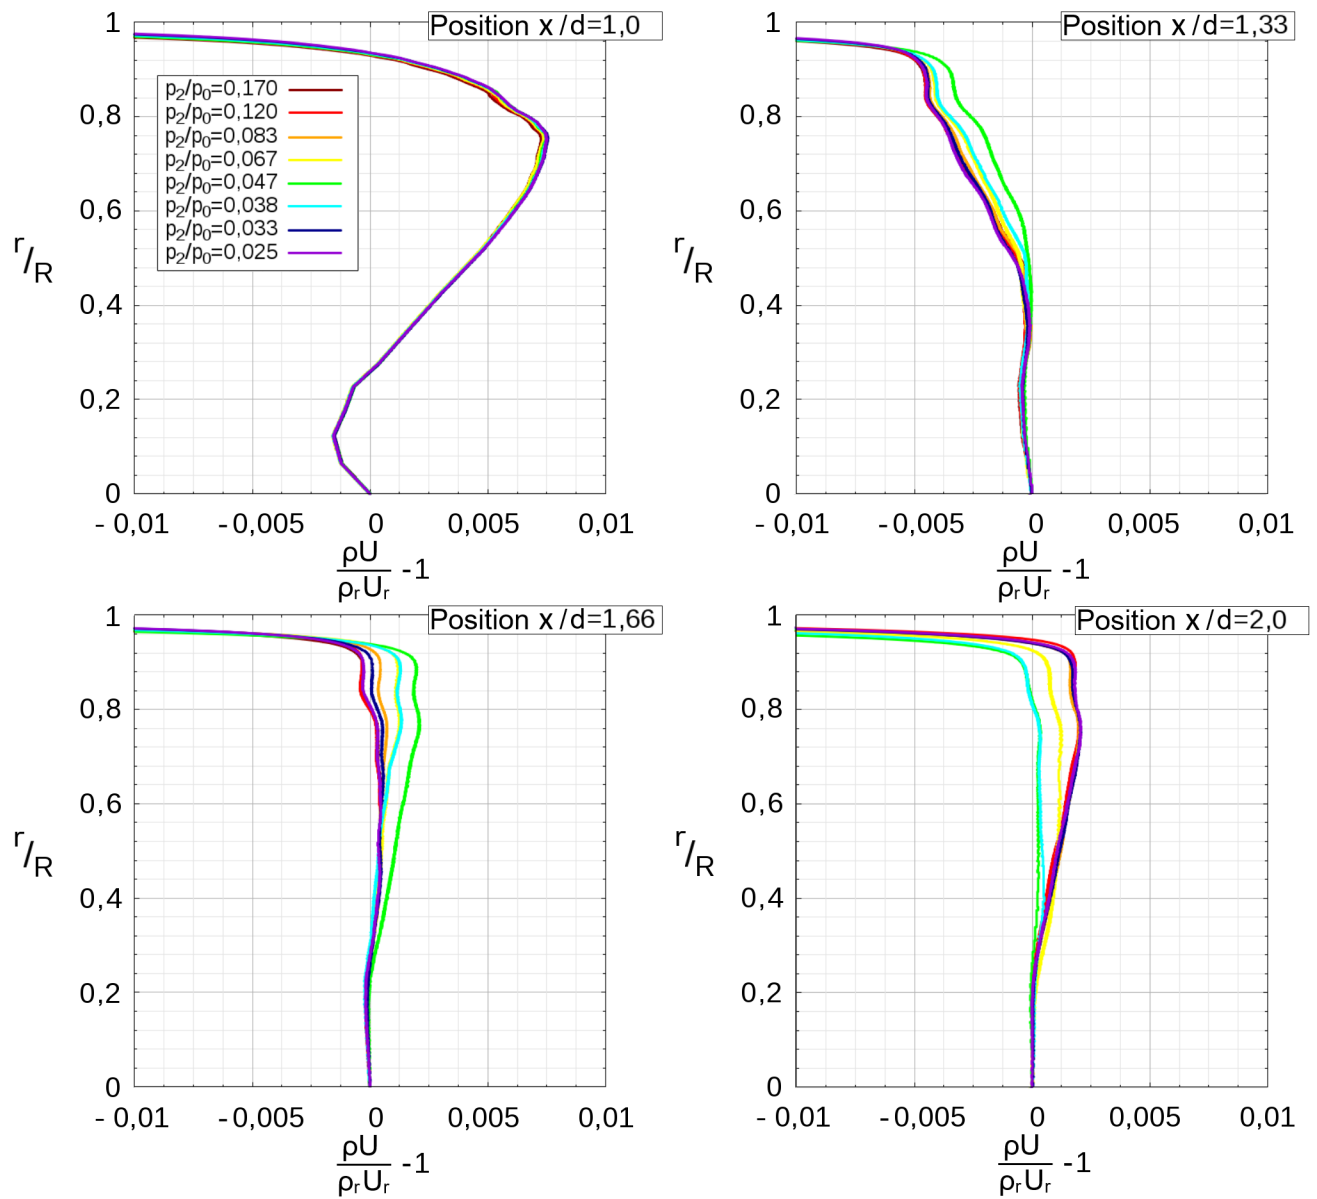 Position x/d=1,0
1
0,8
0,6
0,4
0,2
0
r/R
p2/p0=0,170
p2/p0=0,120
p2/p0=0,083
p2/p0=0,067
p2/p0=0,047
p2/p0=0,038
p2/p0=0,033
p2/p0=0,025
- 0,01 -0,005 0 0,005 0,01
ρU
ρrUr -1
Position x/d=1,33
1
0,8
0,6
0,4
0,2
0
r/R
- 0,01 -0,005 0 0,005 0,01
ρU
ρrUr -1
Position x/d=1,66
1
0,8
0,6
0,4
0,2
0
r/R
- 0,01 -0,005 0 0,005 0,01
ρU
ρrUr -1
Position x/d=2,0
1
0,8
0,6
0,4
0,2
0
r/R
- 0,01 -0,005 0 0,005 0,01
ρU
ρrUr -1